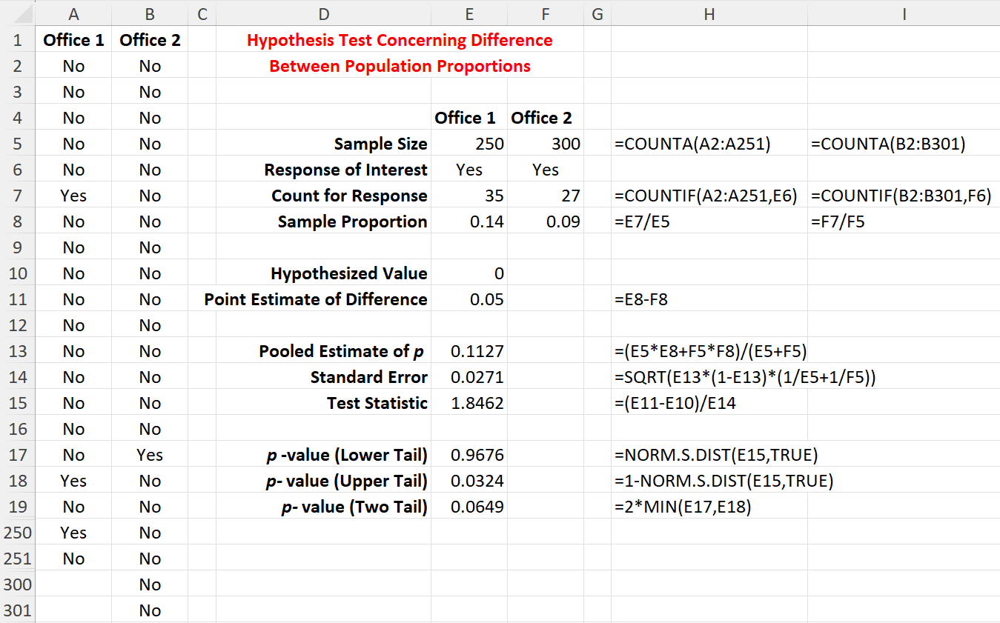 A B C D E F G H I
1 Office 1 Office 2 Hypothesis Test Concerning Difference
2 No No Between Population Proportions
3 No No
4 No No Office 1 Office 2
5 No No Sample Size 250 300 =COUNTA(A2:A251) =COUNTA(B2:B301)
6 No No Response of Interest Yes Yes
7 Yes No Count for Response 35 27 =COUNTIF(A2:A251,E6) =COUNTIF(B2:B301,F6)
8 No No Sample Proportion 0.14 0.09 =E7/E5 =F7/F5
9 No No
10 No No Hypothesized Value 0
11 No No Point Estimate of Difference 0.05 =E8-F8
12 No No
13 No No Pooled Estimate of p 0.1127 =(E5*E8+F5*F8)/(E5+F5)
14 No No Standard Error 0.0271 =SQRT(E13*(1-E13)*(1/E5+1/F5))
15 No No Test Statistic 1.8462 =(E11-E10)/E14
16 No No
17 No Yes p -value (Lower Tail) 0.9676 =NORM.S.DIST(E15,TRUE)
18 Yes No p- value (Upper Tail) 0.0324 =1-NORM.S.DIST(E15,TRUE)
19 No No p- value (Two Tail) 0.0649 =2*MIN(E17,E18)
250 Yes No
251 No No
300 No
301 No